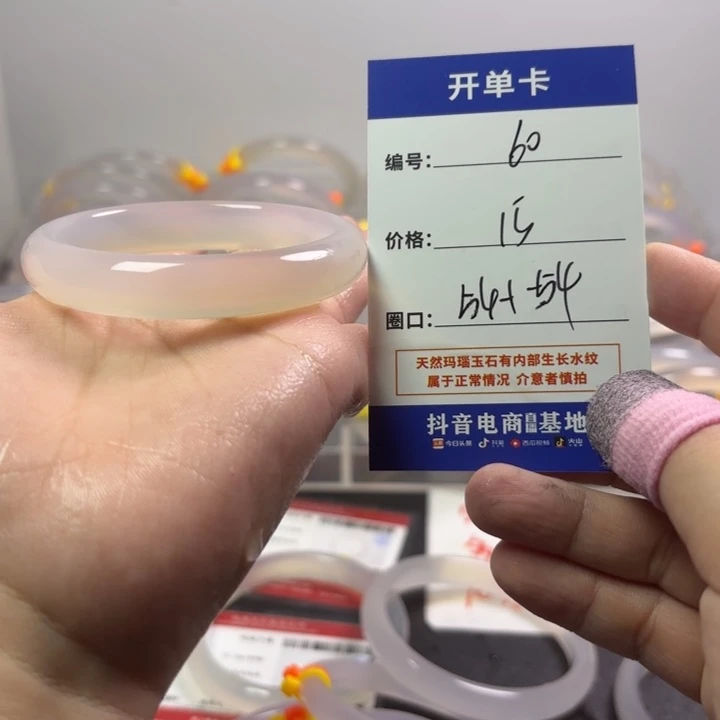 开单卡
编号: 60
价格: 15
圈口: 54+ 54
天然玛瑙玉石有内部生长水纹
属于正常情况 介意者慎拍
抖音电商直播基地
今日头条 抖音 西瓜视频 火山